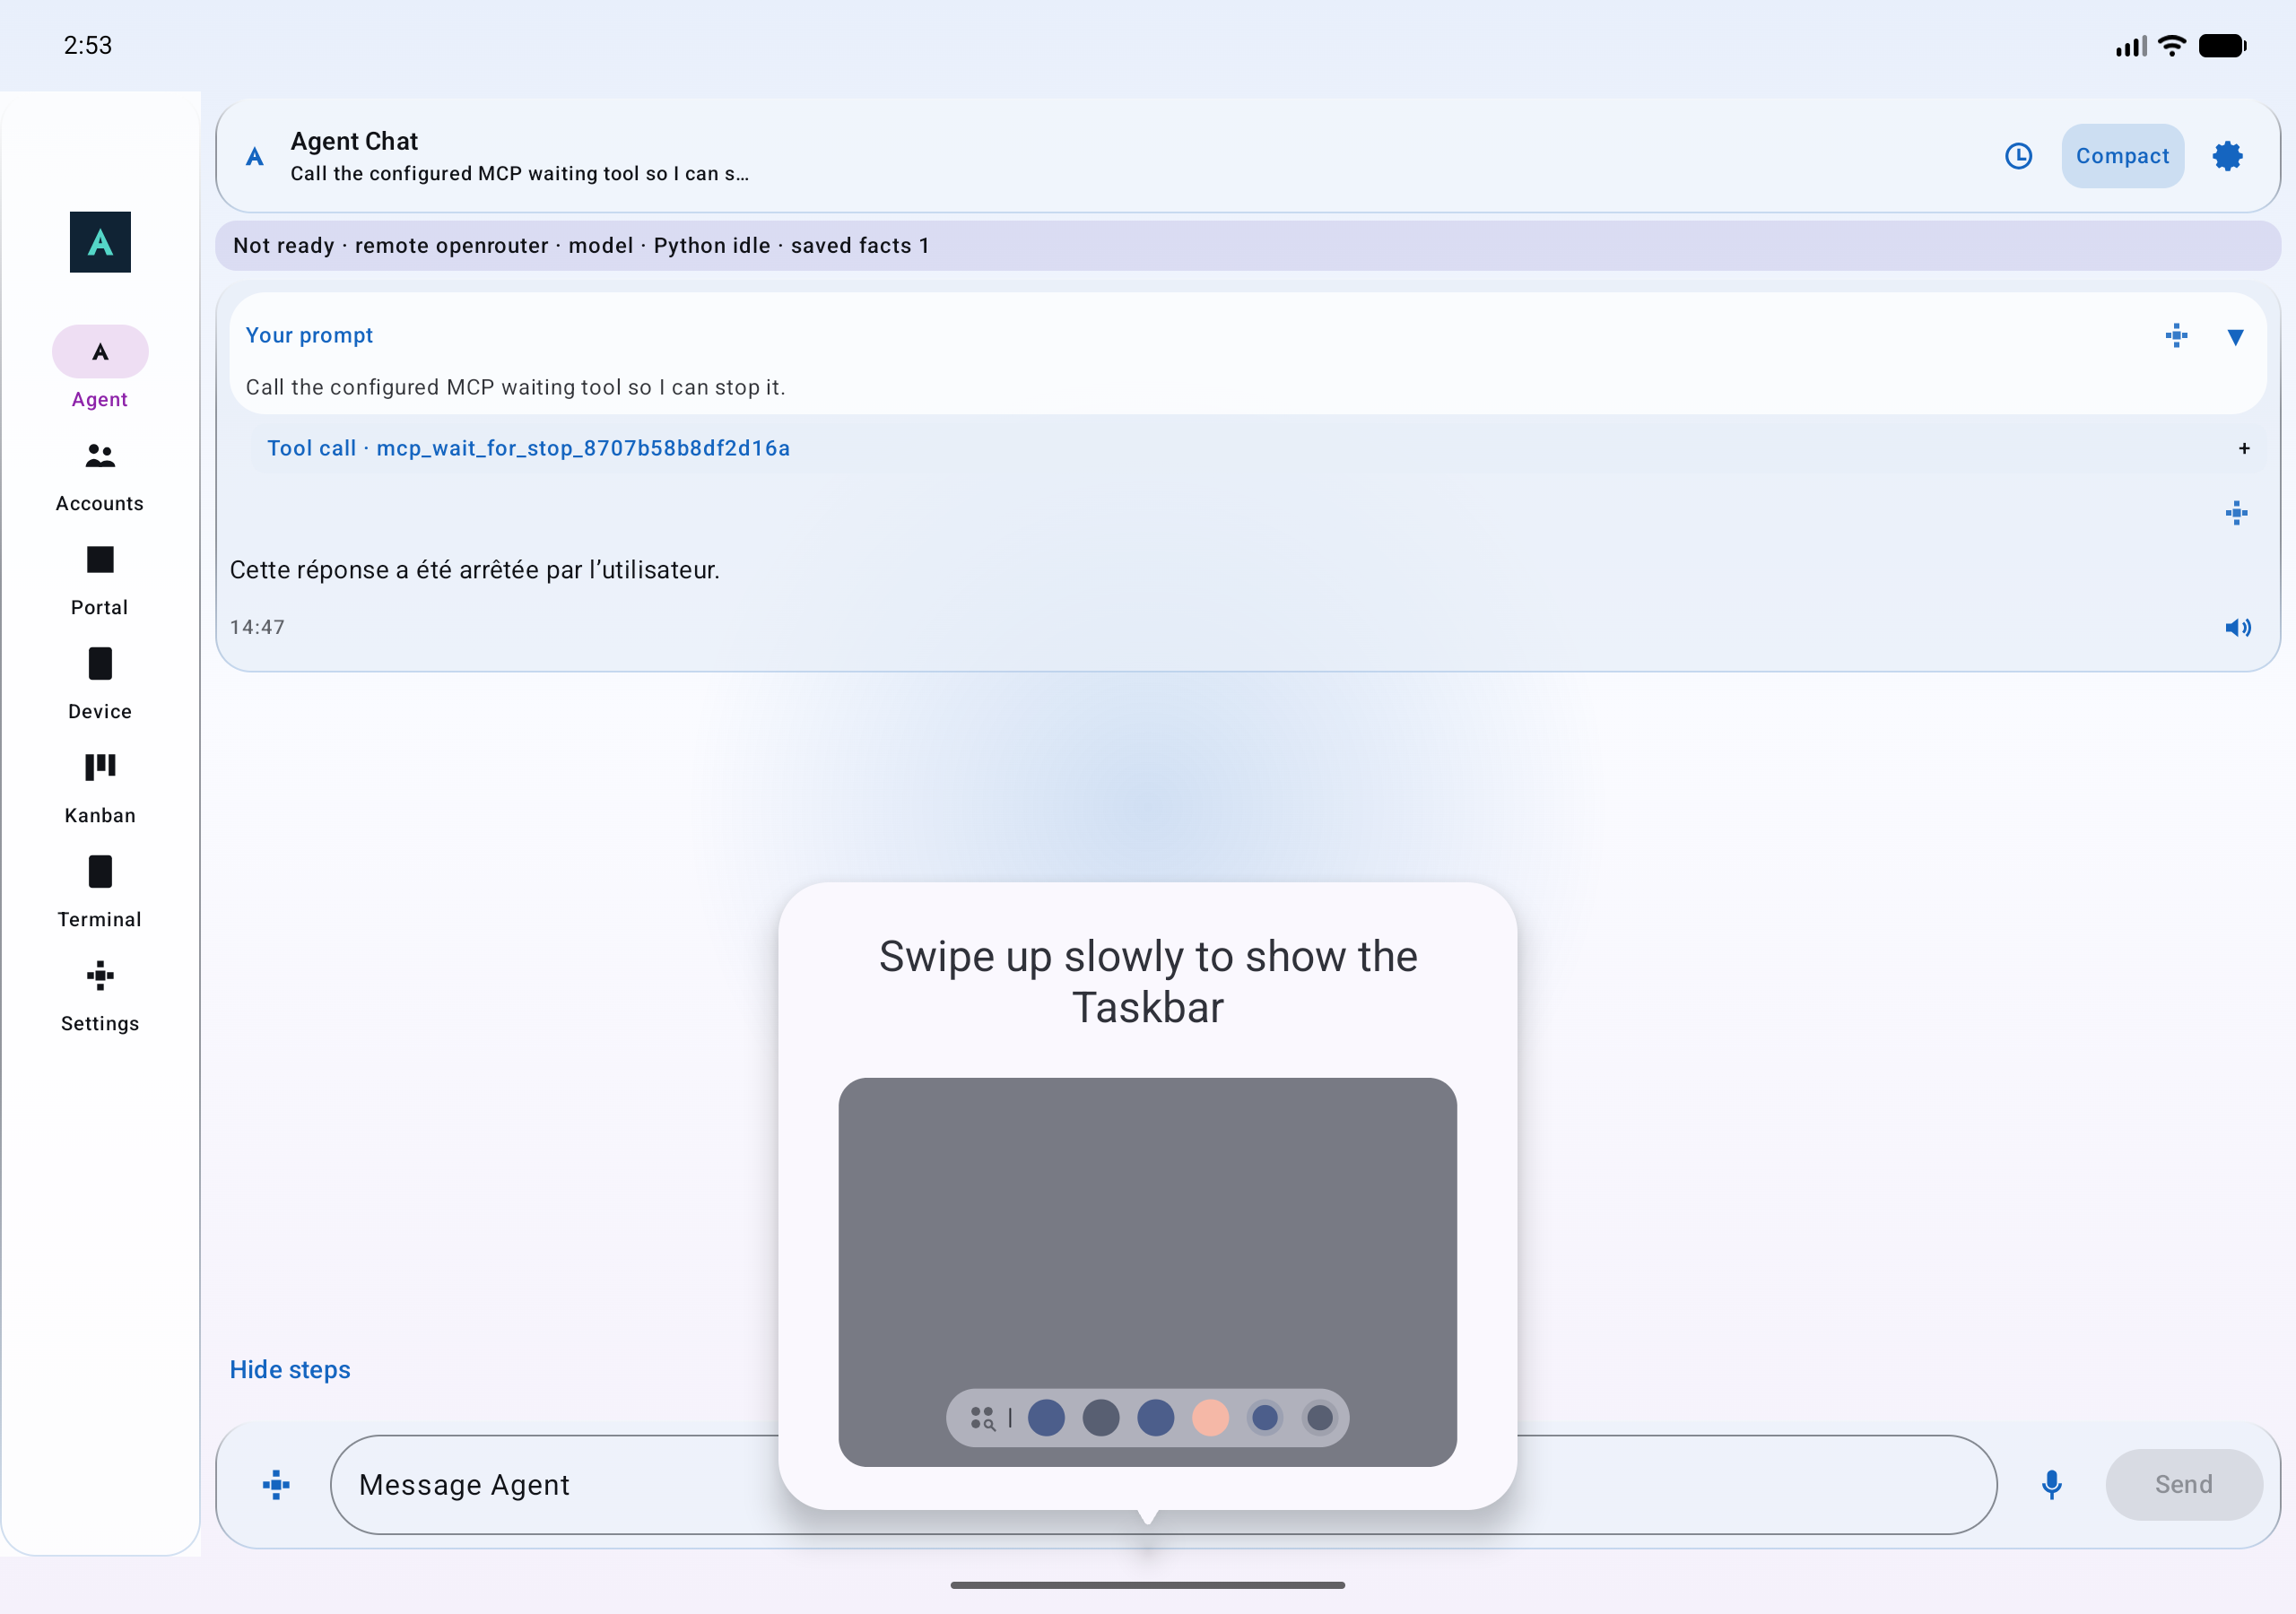 2:53
Agent Chat
Call the configured MCP waiting tool so I can s…
Compact
Not ready · remote openrouter · model · Python idle · saved facts 1
Agent
Accounts
Portal
Device
Kanban
Terminal
Settings
Your prompt
Call the configured MCP waiting tool so I can stop it.
Tool call · mcp_wait_for_stop_8707b58b8df2d16a
+
Cette réponse a été arrêtée par l’utilisateur.
14:47
Swipe up slowly to show the
Taskbar
Hide steps
Message Agent
Send